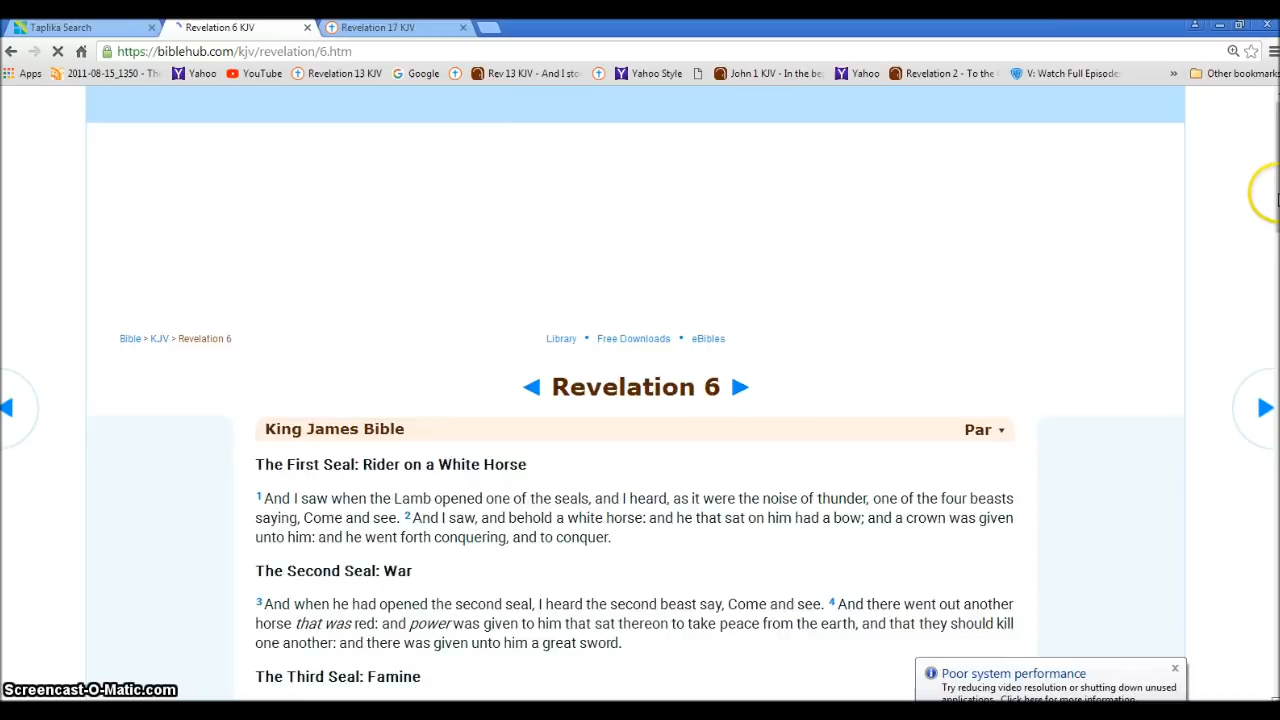 Taplika Search
Revelation 6 KJV
Revelation 17 KJV
https://biblehub.com/kjv/revelation/6.htm
Apps 2011-08-15_1350 - Th Yahoo YouTube Revelation 13 KJV Google Rev 13 KJV - And I sto Yahoo Style John 1 KJV - In the be Yahoo Revelation 2 - To the V: Watch Full Episode » Other bookmarks
Bible > KJV > Revelation 6
Library ▪ Free Downloads ▪ eBibles
Revelation 6
King James Bible Par
The First Seal: Rider on a White Horse
1 And I saw when the Lamb opened one of the seals, and I heard, as it were the noise of thunder, one of the four beasts
saying, Come and see. 2 And I saw, and behold a white horse: and he that sat on him had a bow; and a crown was given
unto him: and he went forth conquering, and to conquer.
The Second Seal: War
3 And when he had opened the second seal, I heard the second beast say, Come and see. 4 And there went out another
horse that was red: and power was given to him that sat thereon to take peace from the earth, and that they should kill
one another: and there was given unto him a great sword.
The Third Seal: Famine
Poor system performance
Try reducing video resolution or shutting down unused
applications. Click here for more information.
Screencast-O-Matic.com